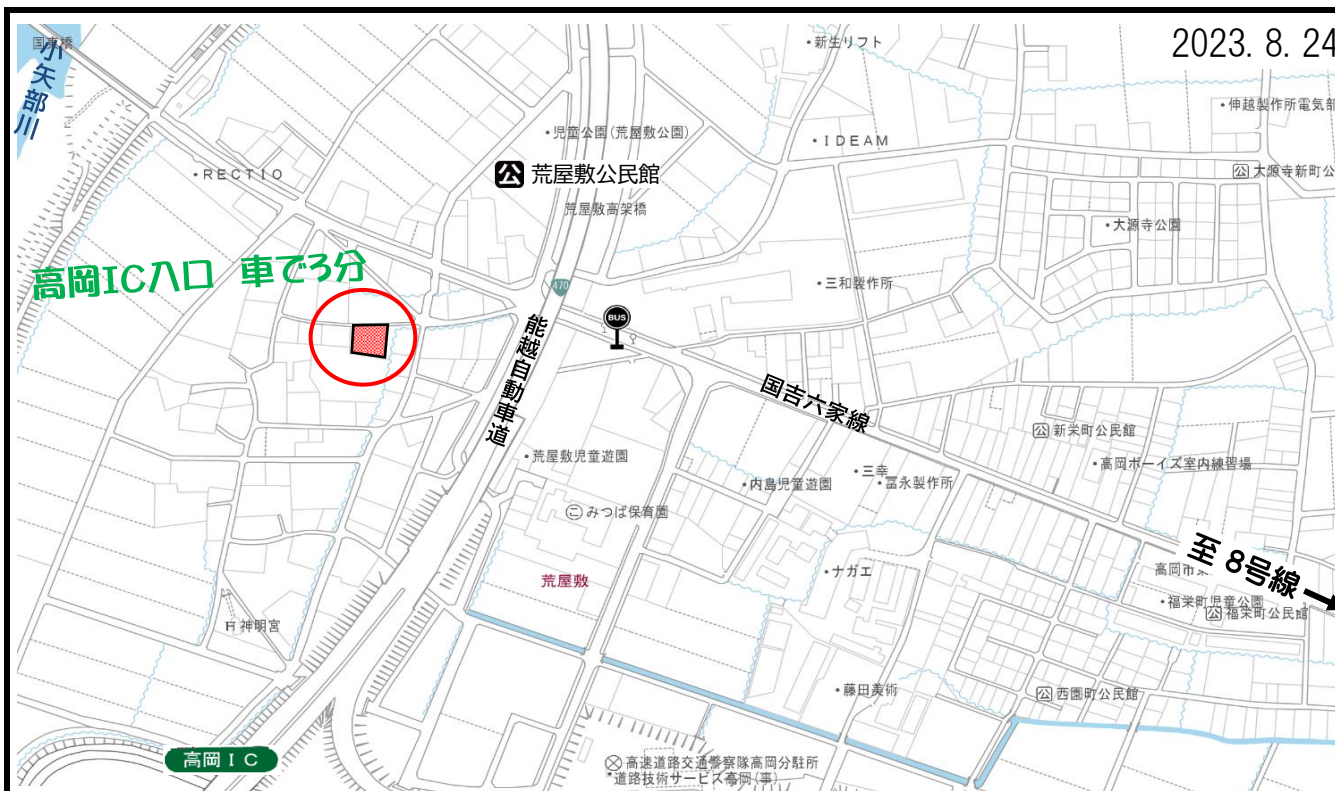 2023. 8. 24
国東橋
小矢部川
・新生リフト
・伸越製作所電気部
・児童公園(荒屋敷公園)
・IDEAM
・RECTIO
公 荒屋敷公民館
公 大源寺新町公
荒屋敷高架橋
・大源寺公園
高岡IC入口 車で3分
470
・三和製作所
BUS
能越自動車道
国吉六家線
公 新栄町公民館
・荒屋敷児童遊園
・三幸
・高岡ボーイズ室内練習場
・内島児童遊園
・冨永製作所
みつば保育園
至 8号線
荒屋敷
・ナガエ
高岡市
・福栄町児童公園
公 福栄町公民館
神明宮
・藤田美術
公 西園町公民館
高岡IC
高速道路交通警察隊高岡分駐所
・道路技術サービス高岡(事)